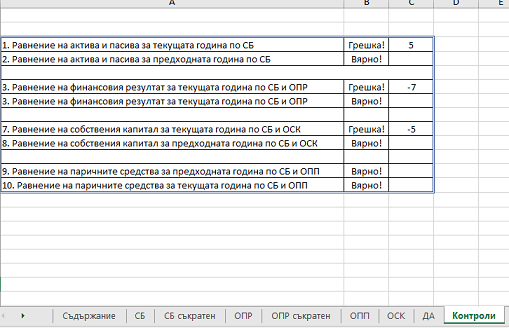 A B C D E
1. Равнение на актива и пасива за текущата година по СБ Грешка! 5
2. Равнение на актива и пасива за предходната година по СБ Вярно!
3. Равнение на финансовия резултат за текущата година по СБ и ОПР Грешка! -7
3. Равнение на финансовия резултат за текущата година по СБ и ОПР Вярно!
7. Равнение на собствения капитал за текущата година по СБ и ОСК Грешка! -5
8. Равнение на собствения капитал за предходната година по СБ и ОСК Вярно!
9. Равнение на паричните средства за предходната година по СБ и ОПП Вярно!
10. Равнение на паричните средства за текущата година по СБ и ОПП Вярно!
Съдържание СБ СБ съкратен ОПР ОПР съкратен ОПП ОСК ДА Контроли